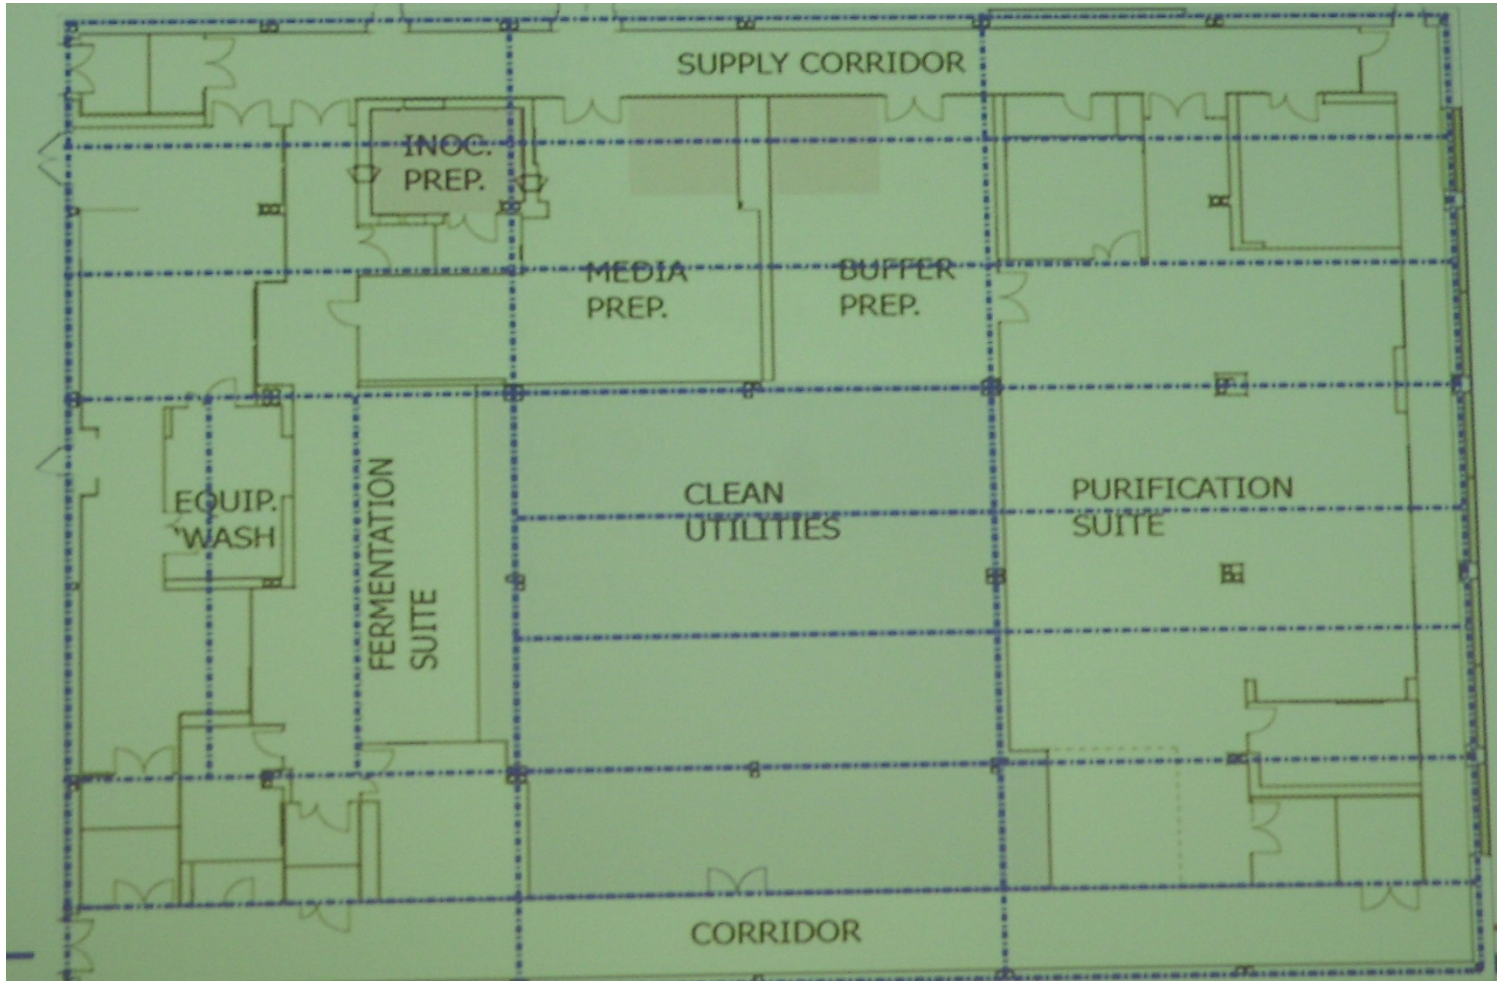 SUPPLY CORRIDOR
INOC.
PREP.
MEDIA
PREP.
BUFFER
PREP.
EQUIP.
WASH
FERMENTATION
SUITE
CLEAN
UTILITIES
PURIFICATION
SUITE
CORRIDOR